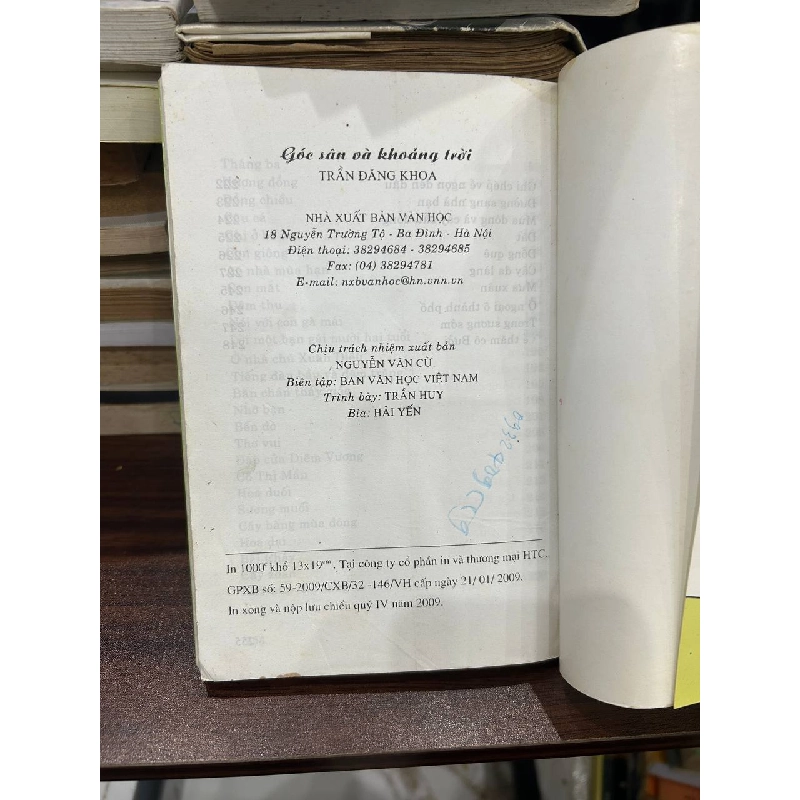 Góc sân và khoảng trời
TRẦN ĐĂNG KHOA
NHÀ XUẤT BẢN VĂN HỌC
18 Nguyễn Trường Tộ - Ba Đình - Hà Nội
Điện thoại: 38294684 - 38294685
Fax: (04) 38294781
E-mail: nxbvanhoc@hn.vnn.vn
Chịu trách nhiệm xuất bản
NGUYỄN VĂN CỪ
Biên tập: BAN VĂN HỌC VIỆT NAM
Trình bày: TRẦN HUY
Bìa: HẢI YẾN
In 1000c khổ 13x19cm, Tại công ty cổ phần in và thương mại HTC.
GPXB số: 59-2009/CXB/32 -146/VH cấp ngày 21/ 01/ 2009.
In xong và nộp lưu chiểu quý IV năm 2009.